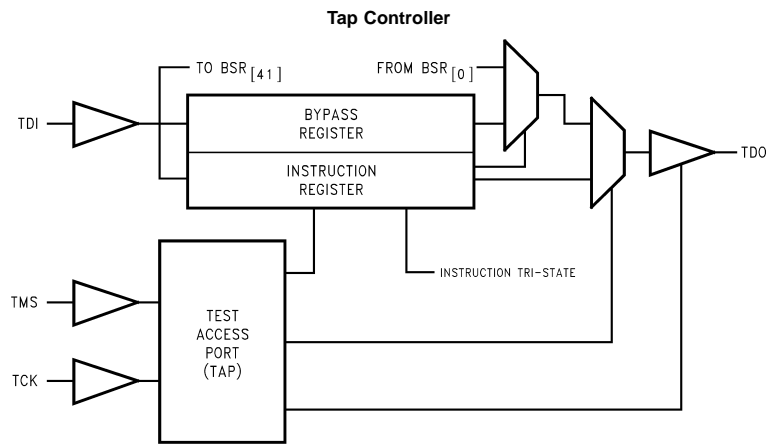 Tap Controller
TO BSR[41]
FROM BSR[0]
TDI
BYPASS
REGISTER
TDO
INSTRUCTION
REGISTER
INSTRUCTION TRI-STATE
TMS
TEST
ACCESS
PORT
(TAP)
TCK